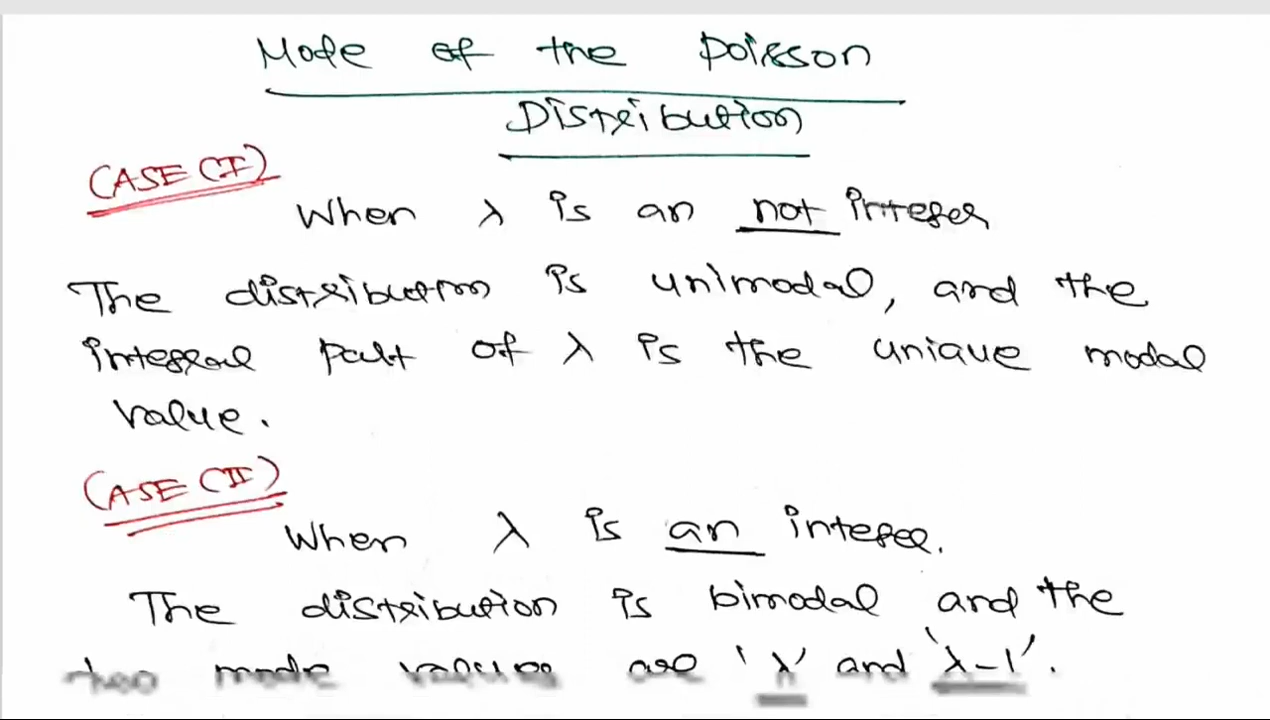 Mode of the Poisson
Distribution
CASE (I)
When λ is an not integer
The distribution is unimodal, and the
integral part of λ is the unique modal
value.
CASE (II)
When λ is an integer.
The distribution is bimodal and the
two mode values are 'λ' and 'λ-1'.